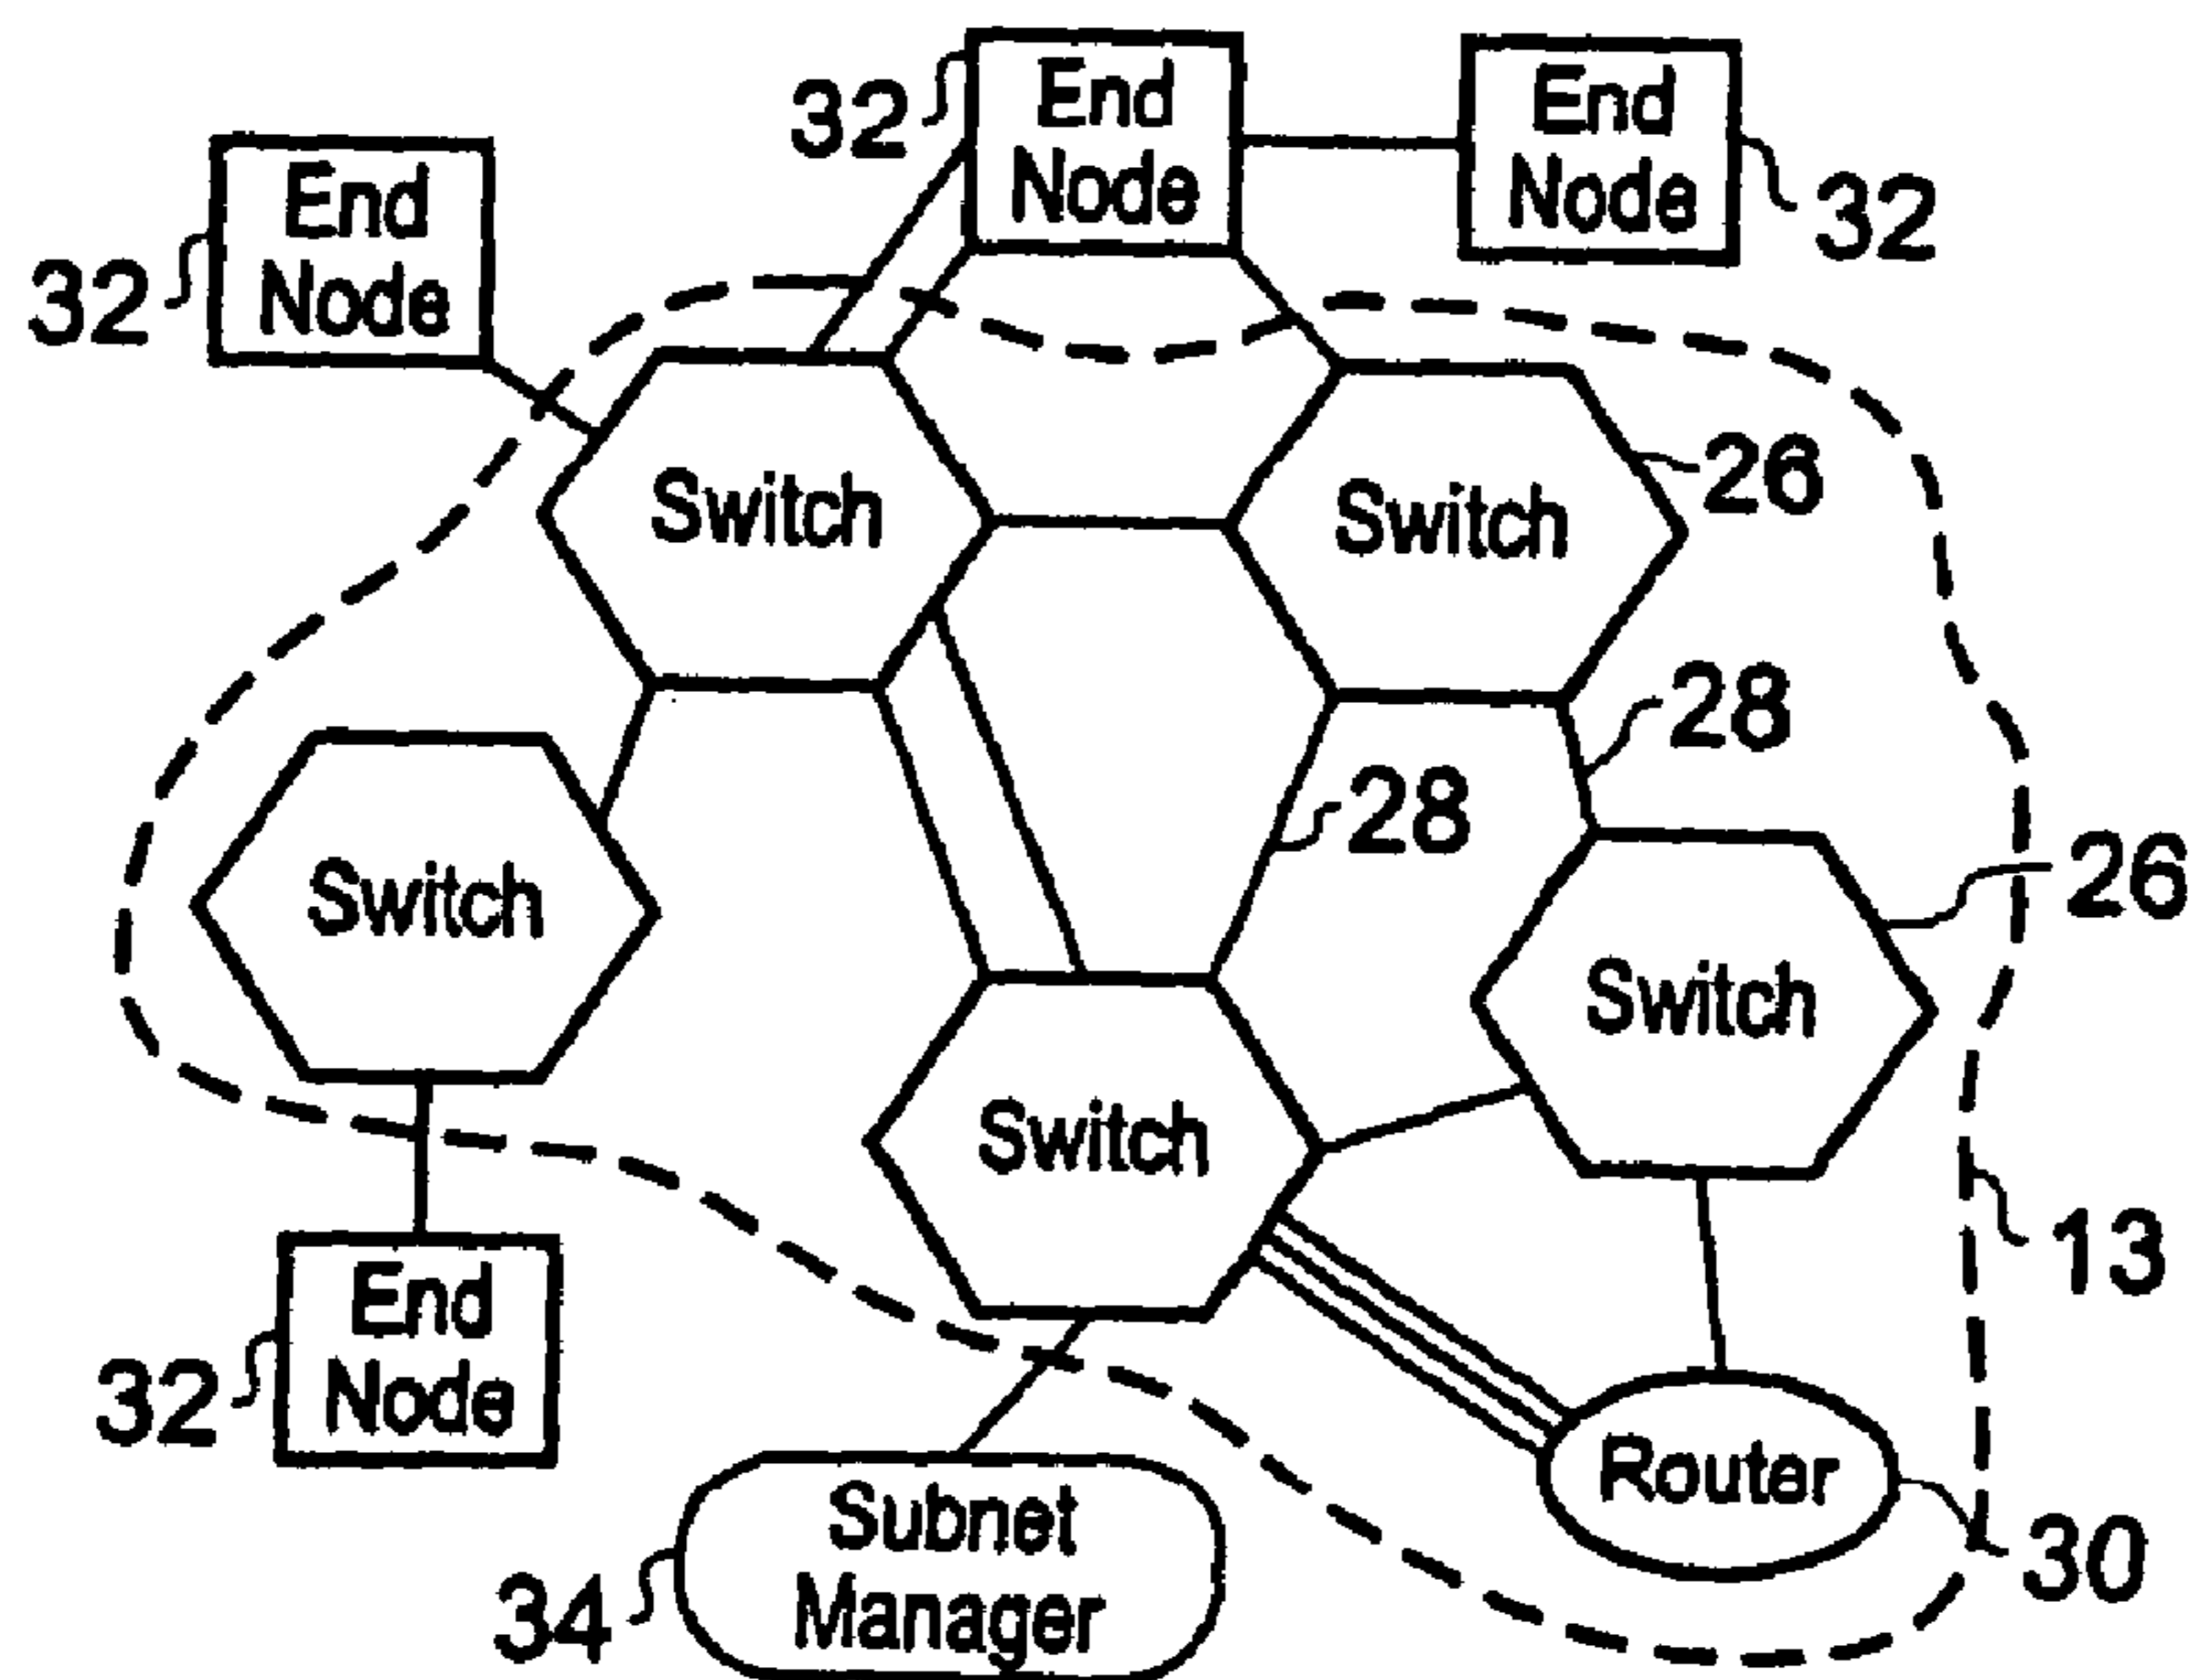 32
End
Node
End
Node
32
32
End
Node
Switch
Switch
26
28
28
Switch
26
Switch
Switch
13
32
End
Node
Router
30
34
Subnet
Manager